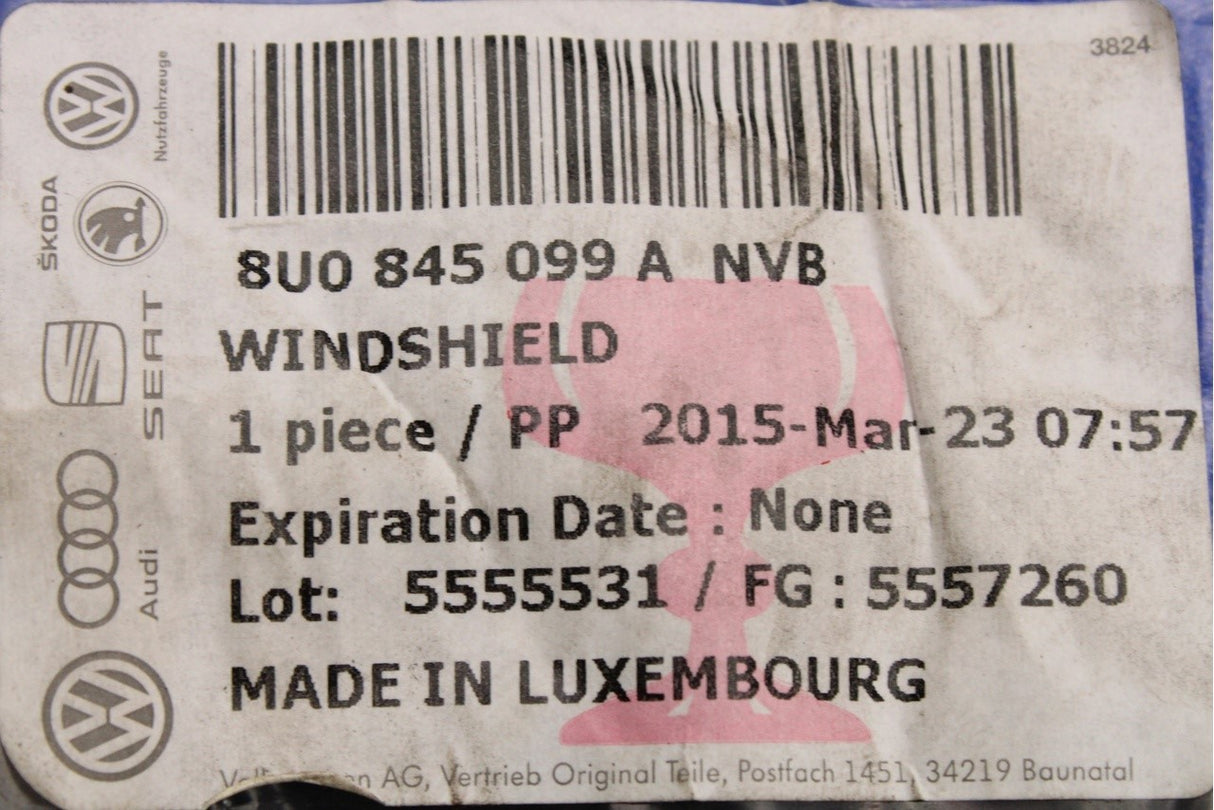 3824
Nutzfahrzeuge
ŠKODA
SEAT
Audi
8U0 845 099 A NVB
WINDSHIELD
1 piece / PP 2015-Mar-23 07:57
Expiration Date : None
Lot: 5555531 / FG : 5557260
MADE IN LUXEMBOURG
AG, Vertrieb Original Teile, Postfach 1451, 34219 Baunatal